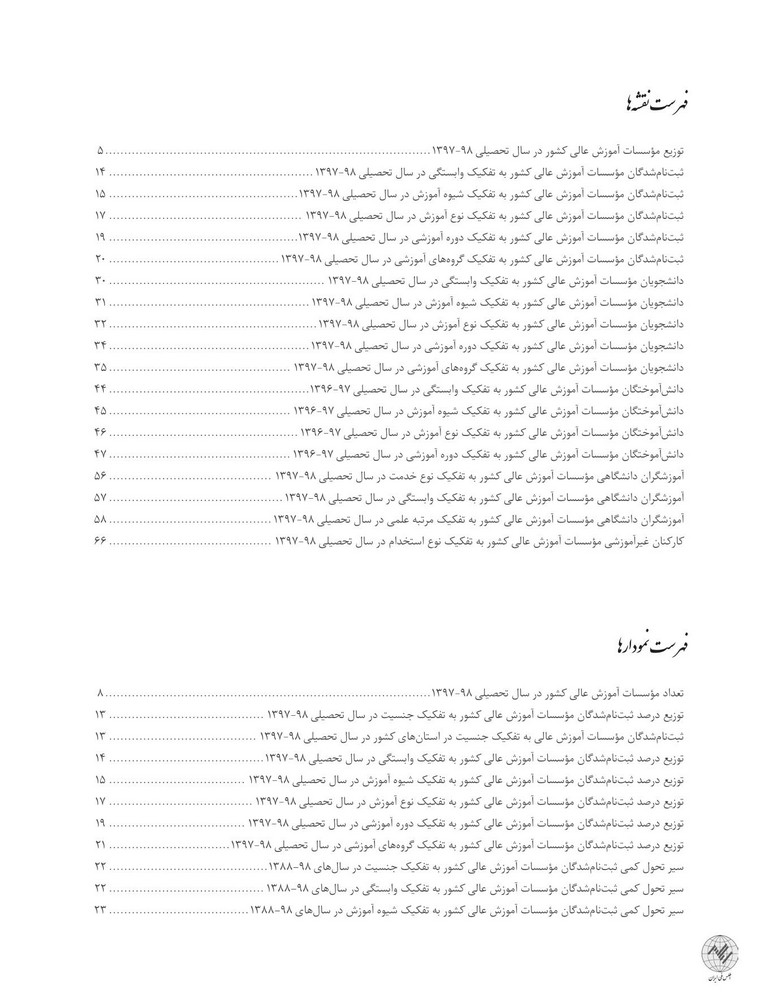 فهرست نقشه‌ها
توزیع مؤسسات آموزش عالی کشور در سال تحصیلی ۹۸-۱۳۹۷ ........ ۵
ثبت‌نام‌شدگان مؤسسات آموزش عالی کشور به تفکیک وابستگی در سال تحصیلی ۹۸-۱۳۹۷ ........ ۱۴
ثبت‌نام‌شدگان مؤسسات آموزش عالی کشور به تفکیک شیوه آموزش در سال تحصیلی ۹۸-۱۳۹۷ ........ ۱۵
ثبت‌نام‌شدگان مؤسسات آموزش عالی کشور به تفکیک نوع آموزش در سال تحصیلی ۹۸-۱۳۹۷ ........ ۱۷
ثبت‌نام‌شدگان مؤسسات آموزش عالی کشور به تفکیک دوره آموزشی در سال تحصیلی ۹۸-۱۳۹۷ ........ ۱۹
ثبت‌نام‌شدگان مؤسسات آموزش عالی کشور به تفکیک گروه‌های آموزشی در سال تحصیلی ۹۸-۱۳۹۷ ........ ۲۰
دانشجویان مؤسسات آموزش عالی کشور به تفکیک وابستگی در سال تحصیلی ۹۸-۱۳۹۷ ........ ۳۰
دانشجویان مؤسسات آموزش عالی کشور به تفکیک شیوه آموزش در سال تحصیلی ۹۸-۱۳۹۷ ........ ۳۱
دانشجویان مؤسسات آموزش عالی کشور به تفکیک نوع آموزش در سال تحصیلی ۹۸-۱۳۹۷ ........ ۳۲
دانشجویان مؤسسات آموزش عالی کشور به تفکیک دوره آموزشی در سال تحصیلی ۹۸-۱۳۹۷ ........ ۳۴
دانشجویان مؤسسات آموزش عالی کشور به تفکیک گروه‌های آموزشی در سال تحصیلی ۹۸-۱۳۹۷ ........ ۳۵
دانش‌آموختگان مؤسسات آموزش عالی کشور به تفکیک وابستگی در سال تحصیلی ۹۷-۱۳۹۶ ........ ۴۴
دانش‌آموختگان مؤسسات آموزش عالی کشور به تفکیک شیوه آموزش در سال تحصیلی ۹۷-۱۳۹۶ ........ ۴۵
دانش‌آموختگان مؤسسات آموزش عالی کشور به تفکیک نوع آموزش در سال تحصیلی ۹۷-۱۳۹۶ ........ ۴۶
دانش‌آموختگان مؤسسات آموزش عالی کشور به تفکیک دوره آموزشی در سال تحصیلی ۹۷-۱۳۹۶ ........ ۴۷
آموزشگران دانشگاهی مؤسسات آموزش عالی کشور به تفکیک نوع خدمت در سال تحصیلی ۹۸-۱۳۹۷ ........ ۵۶
آموزشگران دانشگاهی مؤسسات آموزش عالی کشور به تفکیک وابستگی در سال تحصیلی ۹۸-۱۳۹۷ ........ ۵۷
آموزشگران دانشگاهی مؤسسات آموزش عالی کشور به تفکیک مرتبه علمی در سال تحصیلی ۹۸-۱۳۹۷ ........ ۵۸
کارکنان غیرآموزشی مؤسسات آموزش عالی کشور به تفکیک نوع استخدام در سال تحصیلی ۹۸-۱۳۹۷ ........ ۶۶
فهرست نمودارها
تعداد مؤسسات آموزش عالی کشور در سال تحصیلی ۹۸-۱۳۹۷ ........ ۸
توزیع درصد ثبت‌نام‌شدگان مؤسسات آموزش عالی کشور به تفکیک جنسیت در سال تحصیلی ۹۸-۱۳۹۷ ........ ۱۳
ثبت‌نام‌شدگان مؤسسات آموزش عالی به تفکیک جنسیت در استان‌های کشور در سال تحصیلی ۹۸-۱۳۹۷ ........ ۱۳
توزیع درصد ثبت‌نام‌شدگان مؤسسات آموزش عالی کشور به تفکیک وابستگی در سال تحصیلی ۹۸-۱۳۹۷ ........ ۱۴
توزیع درصد ثبت‌نام‌شدگان مؤسسات آموزش عالی کشور به تفکیک شیوه آموزش در سال تحصیلی ۹۸-۱۳۹۷ ........ ۱۵
توزیع درصد ثبت‌نام‌شدگان مؤسسات آموزش عالی کشور به تفکیک نوع آموزش در سال تحصیلی ۹۸-۱۳۹۷ ........ ۱۷
توزیع درصد ثبت‌نام‌شدگان مؤسسات آموزش عالی کشور به تفکیک دوره آموزشی در سال تحصیلی ۹۸-۱۳۹۷ ........ ۱۹
توزیع درصد ثبت‌نام‌شدگان مؤسسات آموزش عالی کشور به تفکیک گروه‌های آموزشی در سال تحصیلی ۹۸-۱۳۹۷ ........ ۲۱
سیر تحول کمی ثبت‌نام‌شدگان مؤسسات آموزش عالی کشور به تفکیک جنسیت در سال‌های ۹۸-۱۳۸۸ ........ ۲۲
سیر تحول کمی ثبت‌نام‌شدگان مؤسسات آموزش عالی کشور به تفکیک وابستگی در سال‌های ۹۸-۱۳۸۸ ........ ۲۲
سیر تحول کمی ثبت‌نام‌شدگان مؤسسات آموزش عالی کشور به تفکیک شیوه آموزش در سال‌های ۹۸-۱۳۸۸ ........ ۲۳
اطلس ملی ایران